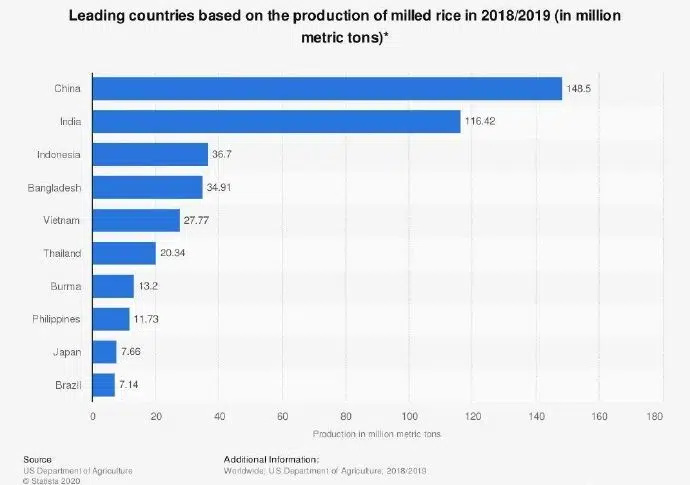 Leading countries based on the production of milled rice in 2018/2019 (in million
metric tons)*
China 148.5
India 116.42
Indonesia 36.7
Bangladesh 34.91
Vietnam 27.77
Thailand 20.34
Burma 13.2
Philippines 11.73
Japan 7.66
Brazil 7.14
0 20 40 60 80 100 120 140 160 180
Production in million metric tons
Source
US Department of Agriculture
© Statista 2020
Additional Information:
Worldwide; US Department of Agriculture; 2018/2019